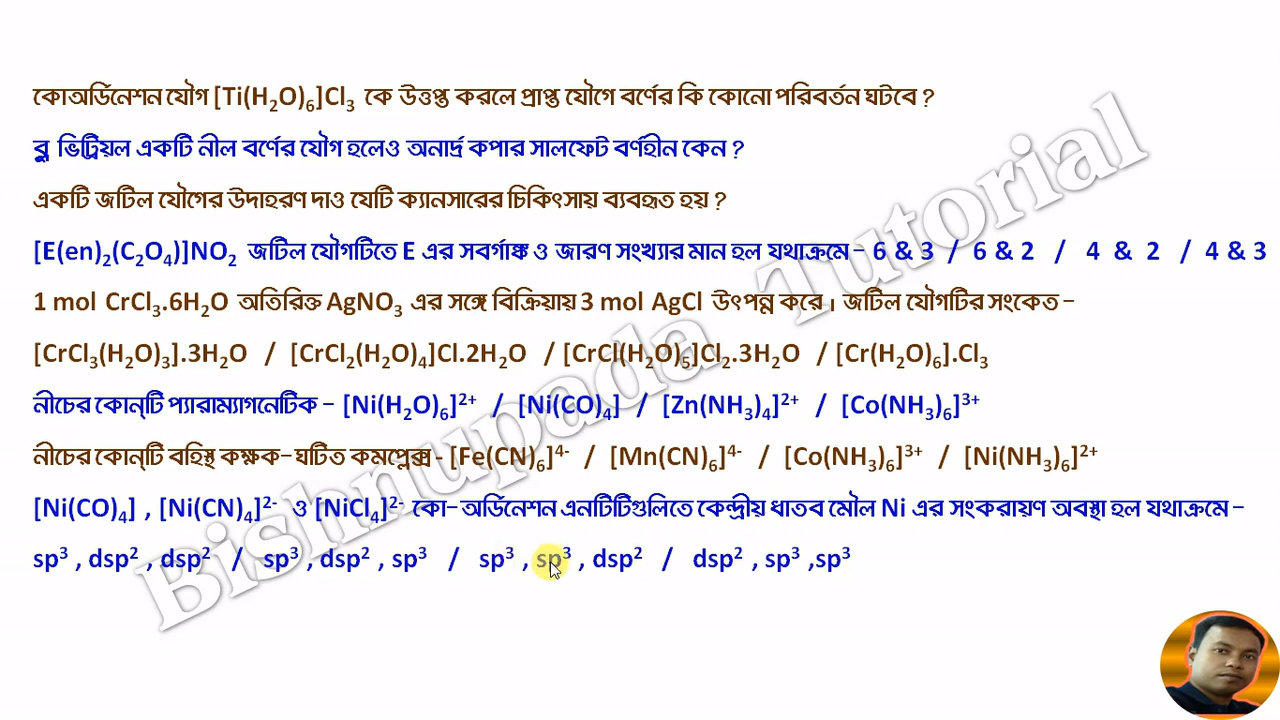 কোঅর্ডিনেশন যৌগ [Ti(H₂O)₆]Cl₃ কে উত্তপ্ত করলে প্রাপ্ত যৌগে বর্ণের কি কোনো পরিবর্তন ঘটবে ?
ব্লু ভিট্রিয়ল একটি নীল বর্ণের যৌগ হলেও অনার্দ্র কপার সালফেট বর্ণহীন কেন ?
একটি জটিল যৌগের উদাহরণ দাও যেটি ক্যানসারের চিকিৎসায় ব্যবহৃত হয় ?
[E(en)₂(C₂O₄)]NO₂ জটিল যৌগটিতে E এর সবর্গাঙ্ক ও জারণ সংখ্যার মান হল যথাক্রমে – 6 & 3 / 6 & 2 / 4 & 2 / 4 & 3
1 mol CrCl₃.6H₂O অতিরিক্ত AgNO₃ এর সঙ্গে বিক্রিয়ায় 3 mol AgCl উৎপন্ন করে। জটিল যৌগটির সংকেত –
[CrCl₃(H₂O)₃].3H₂O / [CrCl₂(H₂O)₄]Cl.2H₂O / [CrCl(H₂O)₅]Cl₂.3H₂O / [Cr(H₂O)₆].Cl₃
নীচের কোন্‌টি প্যারাম্যাগনেটিক – [Ni(H₂O)₆]²⁺ / [Ni(CO)₄] / [Zn(NH₃)₄]²⁺ / [Co(NH₃)₆]³⁺
নীচের কোন্‌টি বহিস্থ কক্ষক–ঘটিত কমপ্লেক্স - [Fe(CN)₆]⁴⁻ / [Mn(CN)₆]⁴⁻ / [Co(NH₃)₆]³⁺ / [Ni(NH₃)₆]²⁺
[Ni(CO)₄] , [Ni(CN)₄]²⁻ ও [NiCl₄]²⁻ কো– অর্ডিনেশন এনটিটিগুলিতে কেন্দ্রীয় ধাতব মৌল Ni এর সংকরায়ণ অবস্থা হল যথাক্রমে –
sp³ , dsp² , dsp² / sp³ , dsp² , sp³ / sp³ , sp³ , dsp² / dsp² , sp³ ,sp³
Bishnupada Tutorial